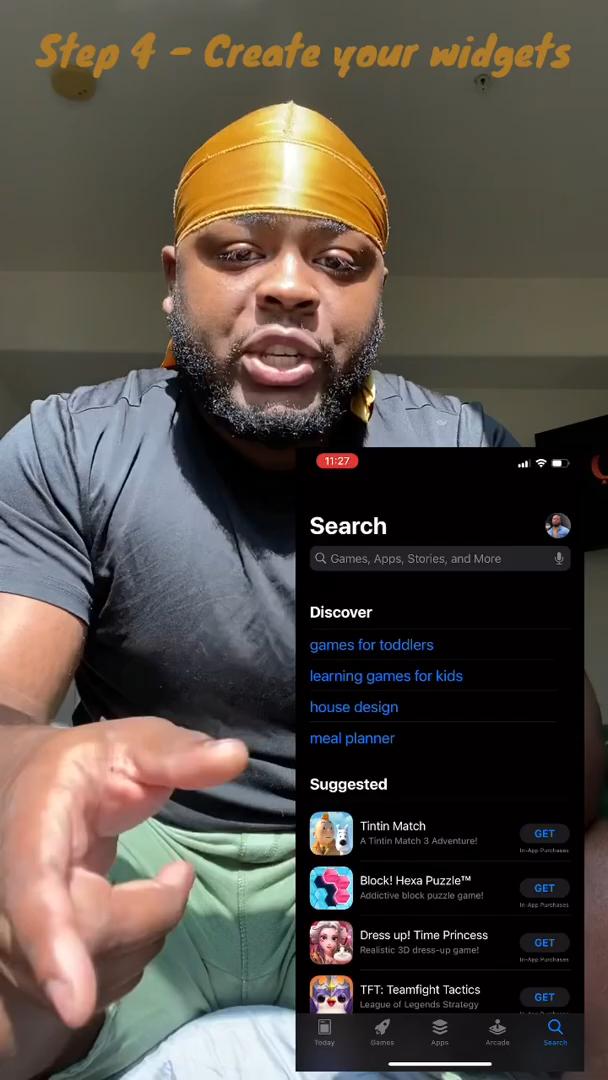 Step 4 - Create your widgets
11:27
Search
Games, Apps, Stories, and More
Discover
games for toddlers
learning games for kids
house design
meal planner
Suggested
Tintin Match
A Tintin Match 3 Adventure!
GET
In-App Purchases
Block! Hexa Puzzle™
Addictive block puzzle game!
GET
In-App Purchases
Dress up! Time Princess
Realistic 3D dress-up game!
GET
In-App Purchases
TFT: Teamfight Tactics
League of Legends Strategy
GET
Today
Games
Apps
Arcade
Search